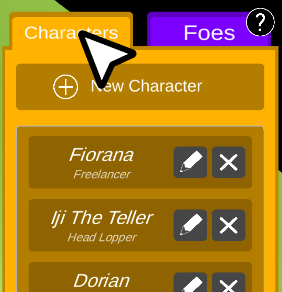 Characters
Foes
?
New Character
Fiorana
Freelancer
Iji The Teller
Head Lopper
Dorian